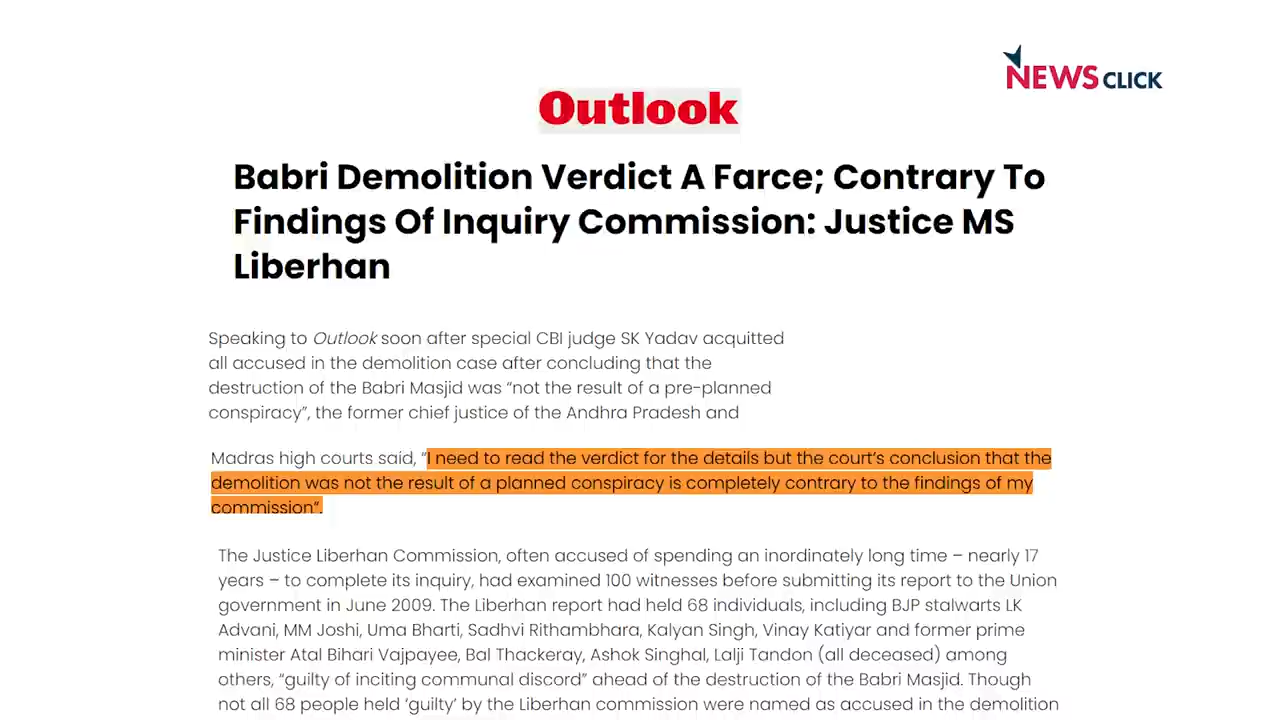 NEWSCLICK
Outlook
Babri Demolition Verdict A Farce; Contrary To
Findings Of Inquiry Commission: Justice MS
Liberhan
Speaking to Outlook soon after special CBI judge SK Yadav acquitted
all accused in the demolition case after concluding that the
destruction of the Babri Masjid was “not the result of a pre-planned
conspiracy”, the former chief justice of the Andhra Pradesh and
Madras high courts said, “I need to read the verdict for the details but the court’s conclusion that the
demolition was not the result of a planned conspiracy is completely contrary to the findings of my
commission”.
The Justice Liberhan Commission, often accused of spending an inordinately long time – nearly 17
years – to complete its inquiry, had examined 100 witnesses before submitting its report to the Union
government in June 2009. The Liberhan report had held 68 individuals, including BJP stalwarts LK
Advani, MM Joshi, Uma Bharti, Sadhvi Rithambhara, Kalyan Singh, Vinay Katiyar and former prime
minister Atal Bihari Vajpayee, Bal Thackeray, Ashok Singhal, Lalji Tandon (all deceased) among
others, “guilty of inciting communal discord” ahead of the destruction of the Babri Masjid. Though
not all 68 people held ‘guilty’ by the Liberhan commission were named as accused in the demolition